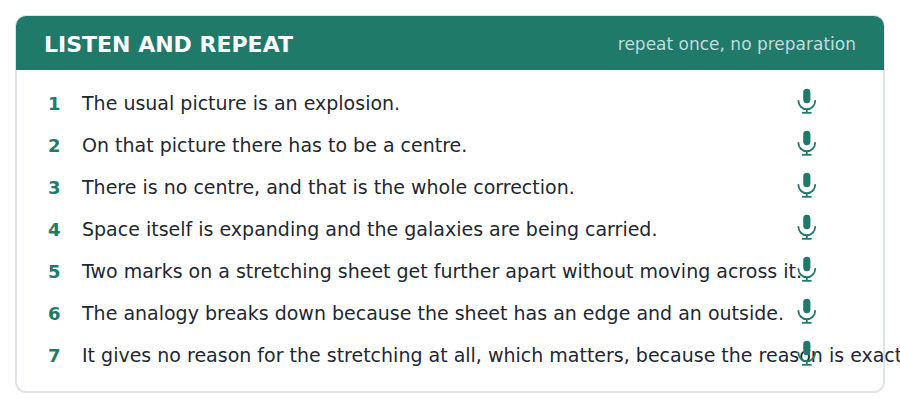 LISTEN AND REPEAT
repeat once, no preparation
1 The usual picture is an explosion.
2 On that picture there has to be a centre.
3 There is no centre, and that is the whole correction.
4 Space itself is expanding and the galaxies are being carried.
5 Two marks on a stretching sheet get further apart without moving across it.
6 The analogy breaks down because the sheet has an edge and an outside.
7 It gives no reason for the stretching at all, which matters, because the reason is